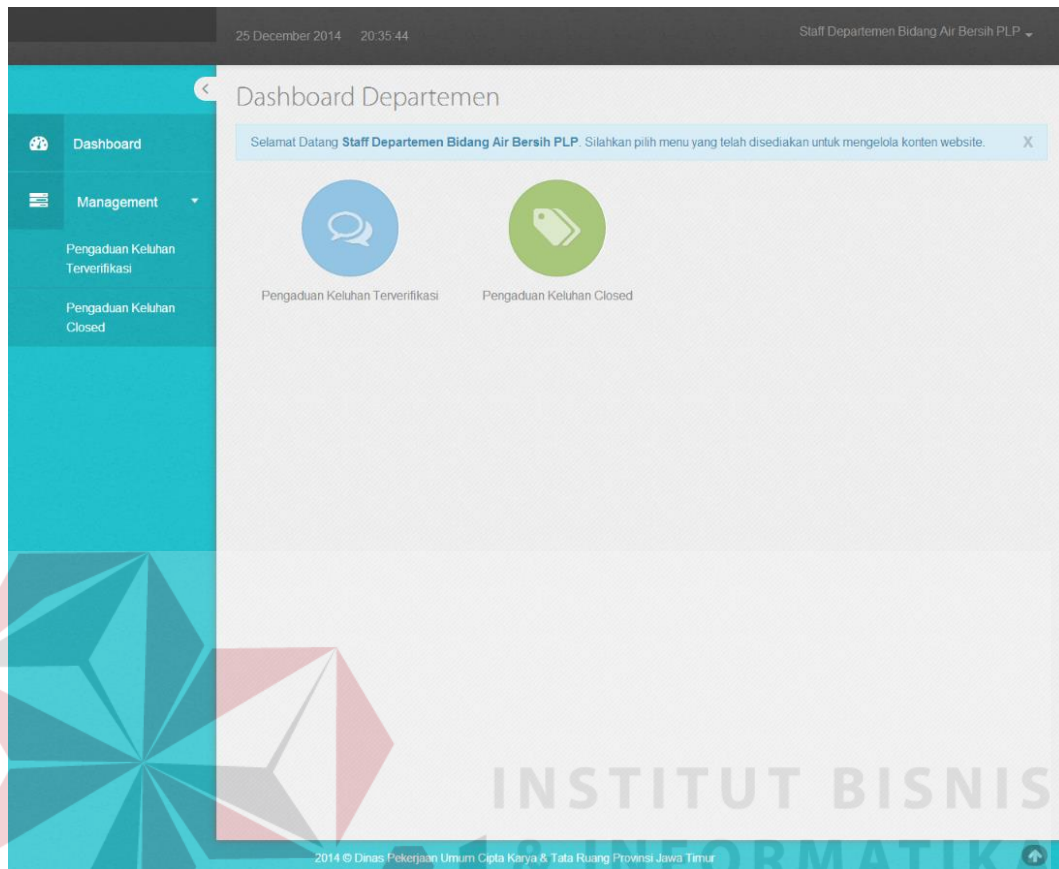 25 December 2014 20:35:44
Staff Departemen Bidang Air Bersih PLP
Dashboard Departemen
Selamat Datang Staff Departemen Bidang Air Bersih PLP. Silahkan pilih menu yang telah disediakan untuk mengelola konten website. X
Dashboard
Management
Pengaduan Keluhan
Terverifikasi
Pengaduan Keluhan
Closed
Pengaduan Keluhan Terverifikasi
Pengaduan Keluhan Closed
INSTITUT BISNIS
& INFORMATIKA
2014 © Dinas Pekerjaan Umum Cipta Karya & Tata Ruang Provinsi Jawa Timur